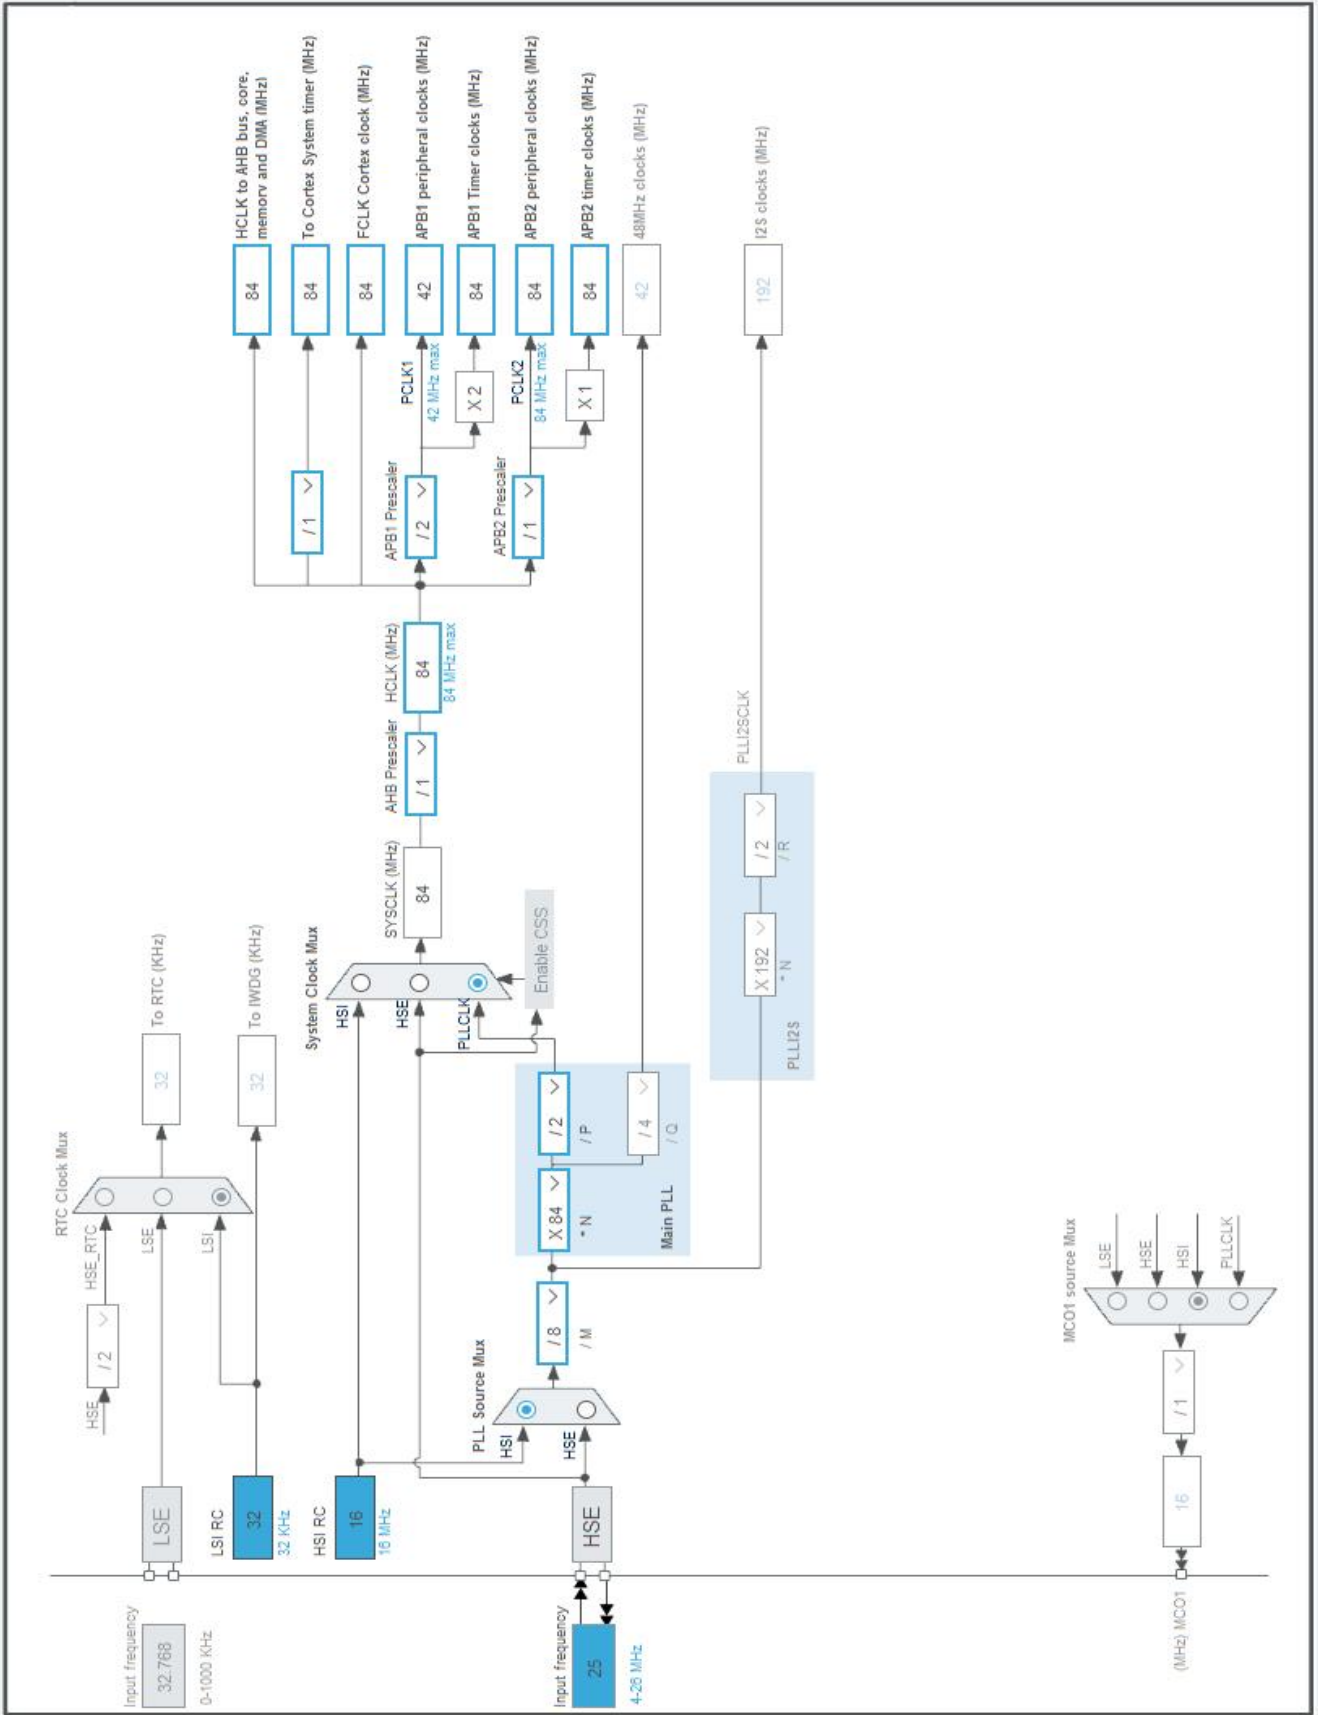 RTC Clock Mux
HSE
/ 2
HSE_RTC
LSE
LSI
32
To RTC (KHz)
32
To IWDG (KHz)
Input frequency
32.768
0-1000 KHz
LSE
LSI RC
32
32 KHz
HSI RC
16
16 MHz
System Clock Mux
HSI
HSE
PLLCLK
Enable CSS
SYSCLK (MHz)
84
AHB Prescaler
/ 1
HCLK (MHz)
84
84 MHz max
/ 1
84
HCLK to AHB bus, core,
memory and DMA (MHz)
84
To Cortex System timer (MHz)
84
FCLK Cortex clock (MHz)
APB1 Prescaler
/ 2
PCLK1
42 MHz max
42
APB1 peripheral clocks (MHz)
X 2
84
APB1 Timer clocks (MHz)
APB2 Prescaler
/ 1
PCLK2
84 MHz max
84
APB2 peripheral clocks (MHz)
X 1
84
APB2 timer clocks (MHz)
42
48MHz clocks (MHz)
192
I2S clocks (MHz)
Input frequency
25
4-26 MHz
HSE
PLL Source Mux
HSI
HSE
/ 8
/ M
X 84
* N
/ 2
/ P
/ 4
/ Q
Main PLL
X 192
* N
/ 2
/ R
PLLI2S
PLLI2SCLK
MCO1 source Mux
LSE
HSE
HSI
PLLCLK
/ 1
16
(MHz) MCO1